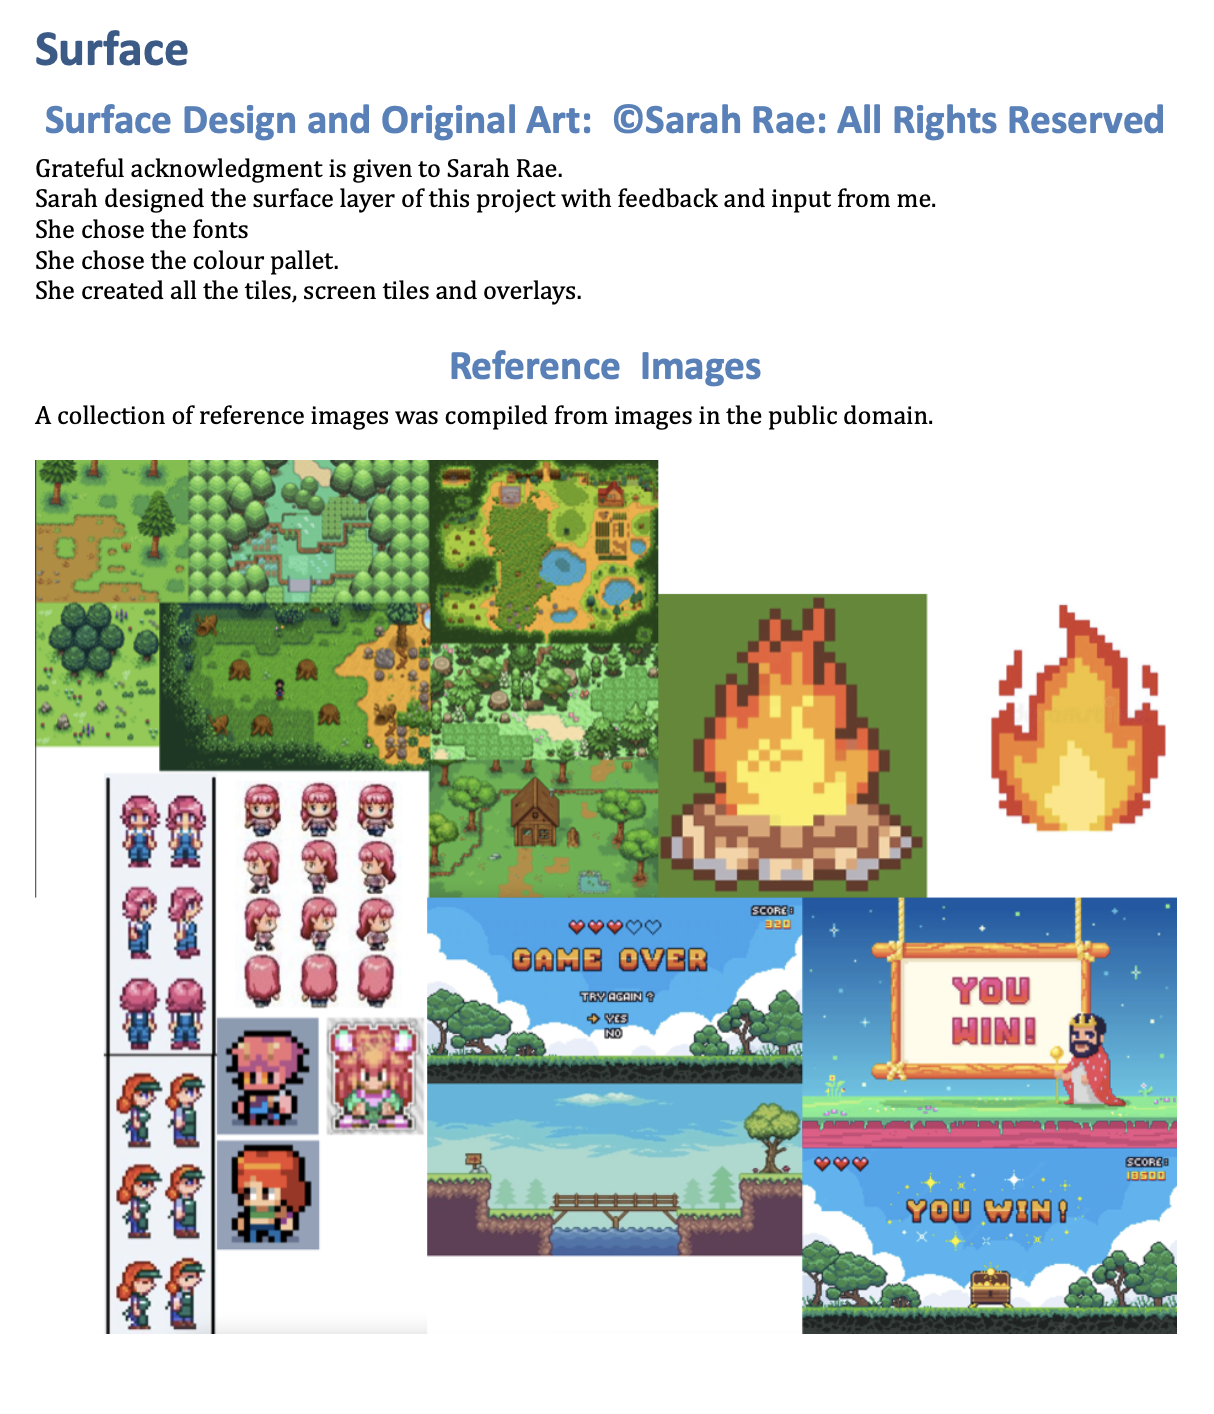 Surface
Surface Design and Original Art:  ©Sarah Rae: All Rights Reserved
Grateful acknowledgment is given to Sarah Rae.
Sarah designed the surface layer of this project with feedback and input from me.
She chose the fonts
She chose the colour pallet.
She created all the tiles, screen tiles and overlays.
Reference  Images
A collection of reference images was compiled from images in the public domain.
SCORE:
320
GAME OVER
TRY AGAIN ?
YES
NO
YOU
WIN!
SCORE:
18500
YOU WIN!